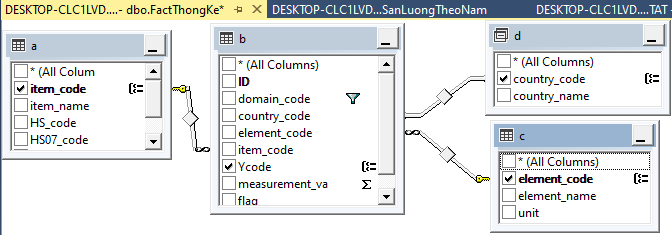 DESKTOP-CLC1LVD....- dbo.FactThongKe*
DESKTOP-CLC1LVD...SanLuongTheoNam
DESKTOP-CLC1LVD....TAT
a
* (All Colum
item_code
item_name
HS_code
HS07_code
b
* (All Columns)
ID
domain_code
country_code
element_code
item_code
Ycode
measurement_va
flag
d
* (All Columns)
country_code
country_name
c
* (All Columns)
element_code
element_name
unit